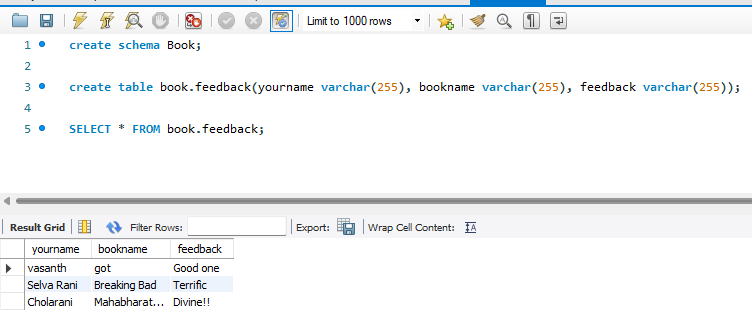 Limit to 1000 rows
1 create schema Book;
2
3 create table book.feedback(yourname varchar(255), bookname varchar(255), feedback varchar(255));
4
5 SELECT * FROM book.feedback;
Result Grid Filter Rows: Export: Wrap Cell Content: IA
yourname bookname feedback
vasanth got Good one
Selva Rani Breaking Bad Terrific
Cholarani Mahabharat... Divine!!